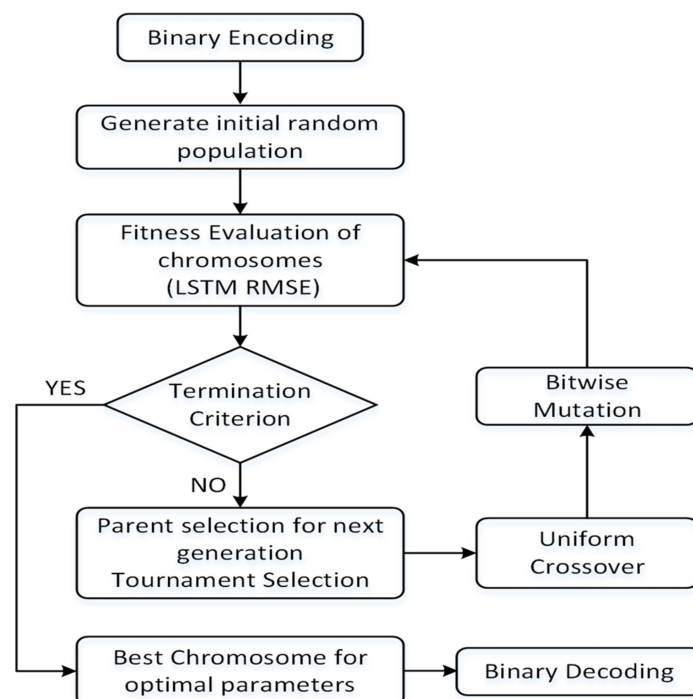 Binary Encoding
Generate initial random
population
Fitness Evaluation of
chromosomes
(LSTM RMSE)
YES
Termination
Criterion
Bitwise
Mutation
NO
Parent selection for next
generation
Tournament Selection
Uniform
Crossover
Best Chromosome for
optimal parameters
Binary Decoding